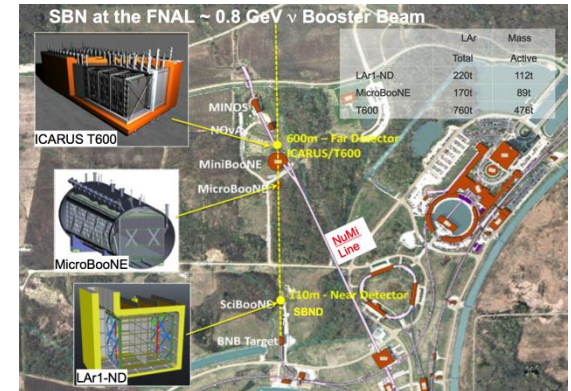 SBN at the FNAL ~ 0.8 GeV ν Booster Beam
LAr Mass
Total Active
LAr1-ND 220t 112t
MicroBooNE 170t 89t
T600 760t 476t
ICARUS T600
MINOS
NOvA
600m – Far Detector
ICARUS/T600
MiniBooNE
MicroBooNE
MicroBooNE
NuMi
Line
SciBooNE
110m - Near Detector
SBND
BNB Target
LAr1-ND